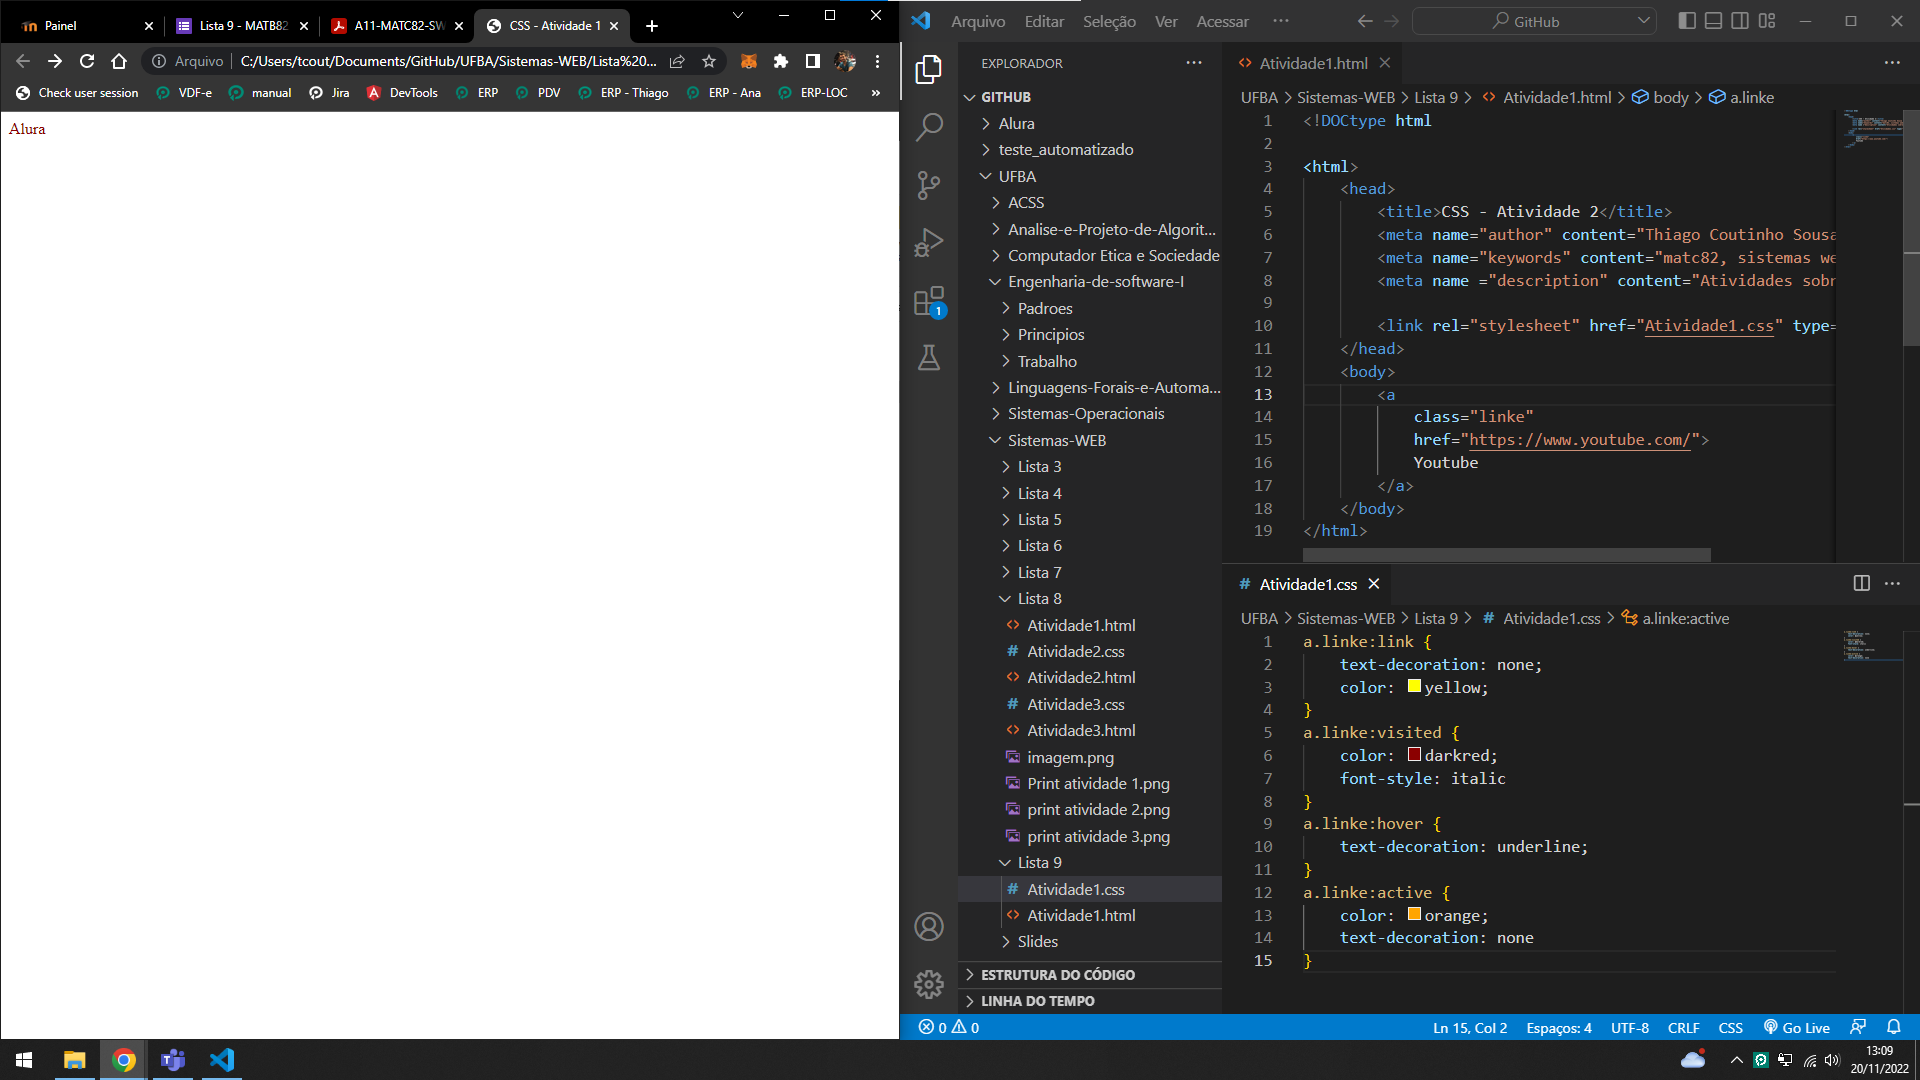 Painel
Lista 9 - MATB82
A11-MATC82-SW
CSS - Atividade 1
Arquivo
C:/Users/tcout/Documents/GitHub/UFBA/Sistemas-WEB/Lista%20...
Check user session
VDF-e
manual
Jira
DevTools
ERP
PDV
ERP - Thiago
ERP - Ana
ERP-LOC
»
Alura
Arquivo Editar Seleção Ver Acessar ···
GitHub
EXPLORADOR
GITHUB
Alura
teste_automatizado
UFBA
ACSS
Analise-e-Projeto-de-Algorit...
Computador Etica e Sociedade
Engenharia-de-software-I
Padroes
Principios
Trabalho
Linguagens-Forais-e-Automa...
Sistemas-Operacionais
Sistemas-WEB
Lista 3
Lista 4
Lista 5
Lista 6
Lista 7
Lista 8
Atividade1.html
Atividade2.css
Atividade2.html
Atividade3.css
Atividade3.html
imagem.png
Print atividade 1.png
print atividade 2.png
print atividade 3.png
Lista 9
Atividade1.css
Atividade1.html
Slides
ESTRUTURA DO CÓDIGO
LINHA DO TEMPO
1
Atividade1.html
UFBA > Sistemas-WEB > Lista 9 > Atividade1.html > body > a.linke
1 <!DOCtype html
2
3 <html>
4 <head>
5 <title>CSS - Atividade 2</title>
6 <meta name="author" content="Thiago Coutinho Sousa
7 <meta name="keywords" content="matc82, sistemas we
8 <meta name ="description" content="Atividades sobr
9
10 <link rel="stylesheet" href="Atividade1.css" type=
11 </head>
12 <body>
13 <a
14 class="linke"
15 href="https://www.youtube.com/">
16 Youtube
17 </a>
18 </body>
19 </html>
# Atividade1.css
UFBA > Sistemas-WEB > Lista 9 > # Atividade1.css > a.linke:active
1 a.linke:link {
2 text-decoration: none;
3 color: yellow;
4 }
5 a.linke:visited {
6 color: darkred;
7 font-style: italic
8 }
9 a.linke:hover {
10 text-decoration: underline;
11 }
12 a.linke:active {
13 color: orange;
14 text-decoration: none
15 }
0 0
Ln 15, Col 2
Espaços: 4
UTF-8
CRLF
CSS
Go Live
13:09
20/11/2022